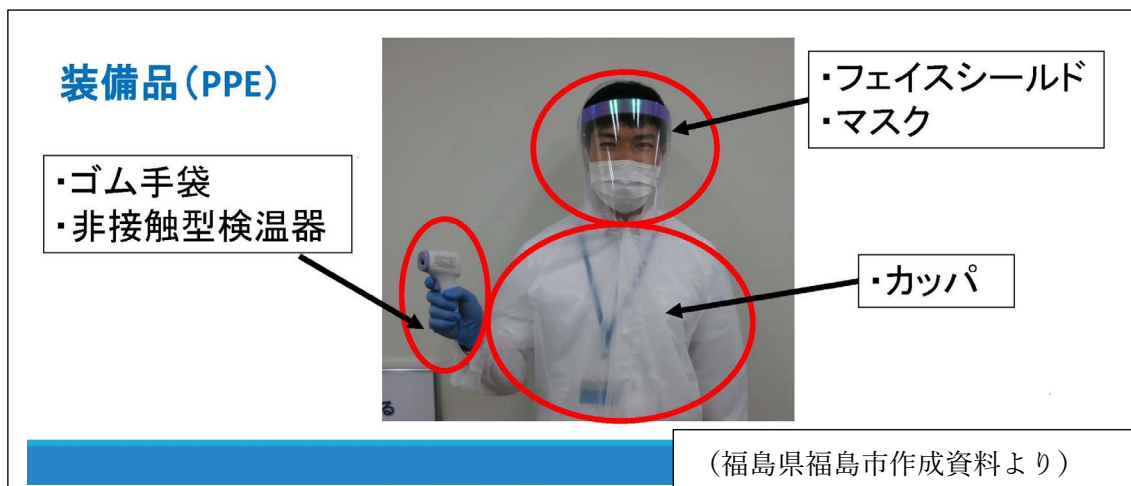 装備品（PPE）
・フェイスシールド
・マスク
・ゴム手袋
・非接触型検温器
・カッパ
る
（福島県福島市作成資料より）